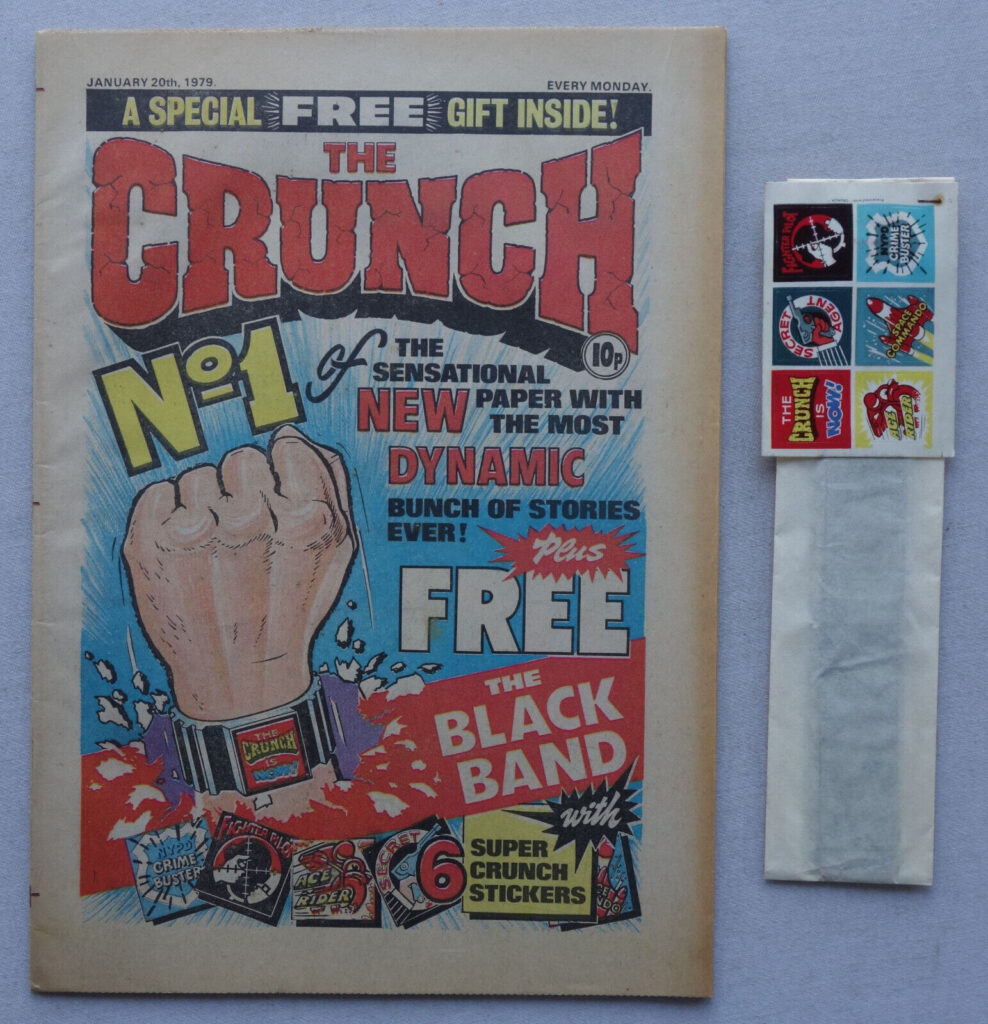 JANUARY 20th, 1979.
EVERY MONDAY.
A SPECIAL FREE GIFT INSIDE!
THE
CRUNCH
10p
No1
of THE
SENSATIONAL
NEW PAPER WITH
THE MOST
DYNAMIC
BUNCH OF STORIES
EVER!
Plus
FREE
THE
BLACK
BAND
with
THE
CRUNCH
IS
NOW!
NYPD
CRIME
BUSTER
FIGHTER PILOT
ACE
RIDER
SECRET
6
SUPER
CRUNCH
STICKERS
FIGHTER PILOT
NYPD
CRIME
BUSTER
SECRET
AGENT
SPACE
COMMANDO
THE
CRUNCH
IS
NOW!
ACE
RIDER